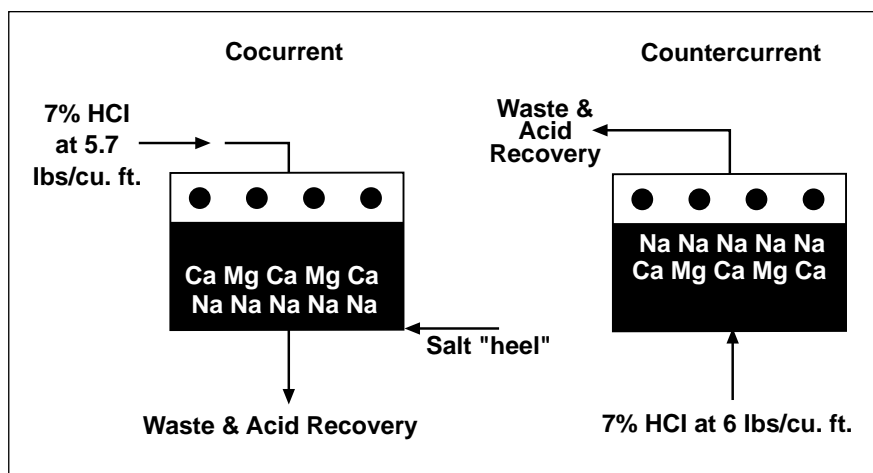 Cocurrent
7% HCl
at 5.7
lbs/cu. ft.
Ca Mg Ca Mg Ca
Na Na Na Na Na
Salt "heel"
Waste & Acid Recovery
Countercurrent
Waste &
Acid
Recovery
Na Na Na Na Na
Ca Mg Ca Mg Ca
7% HCl at 6 lbs/cu. ft.